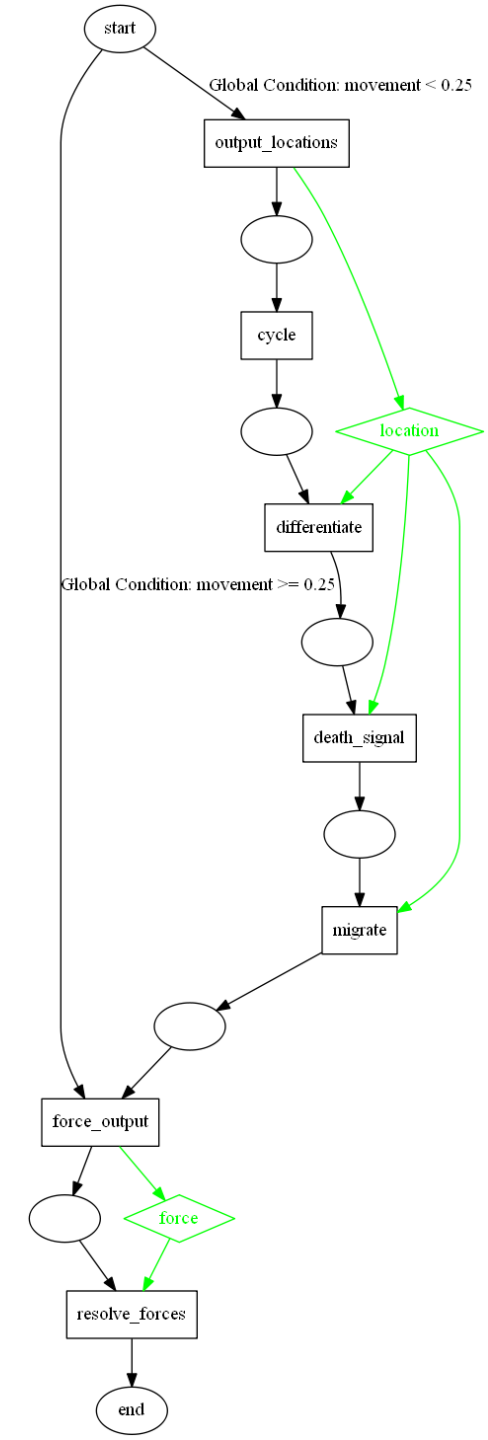 start
Global Condition: movement < 0.25
output_locations
cycle
location
differentiate
Global Condition: movement >= 0.25
death_signal
migrate
force_output
force
resolve_forces
end